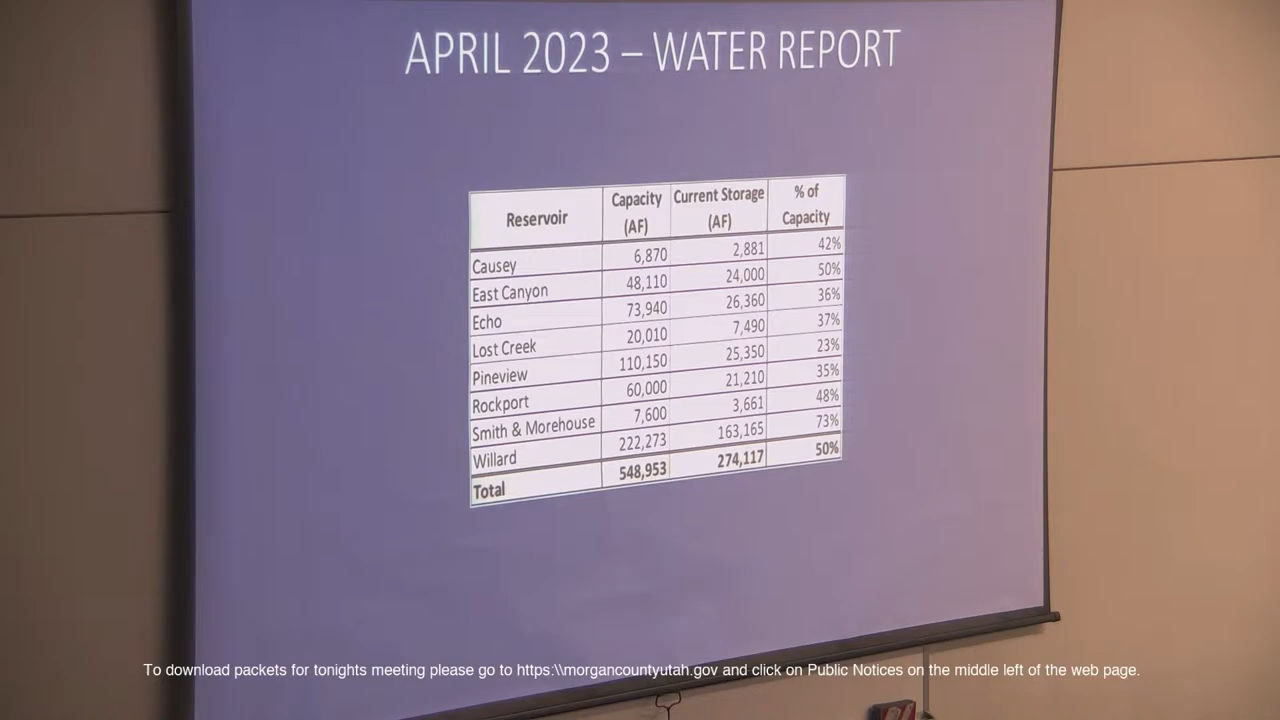 APRIL 2023 – WATER REPORT
Reservoir Capacity (AF) Current Storage (AF) % of Capacity
Causey 6,870 2,881 42%
East Canyon 48,110 24,000 50%
Echo 73,940 26,360 36%
Lost Creek 20,010 7,490 37%
Pineview 110,150 25,350 23%
Rockport 60,000 21,210 35%
Smith & Morehouse 7,600 3,661 48%
Willard 222,273 163,165 73%
Total 548,953 274,117 50%
To download packets for tonights meeting please go to https:\\morgancountyutah.gov and click on Public Notices on the middle left of the web page.